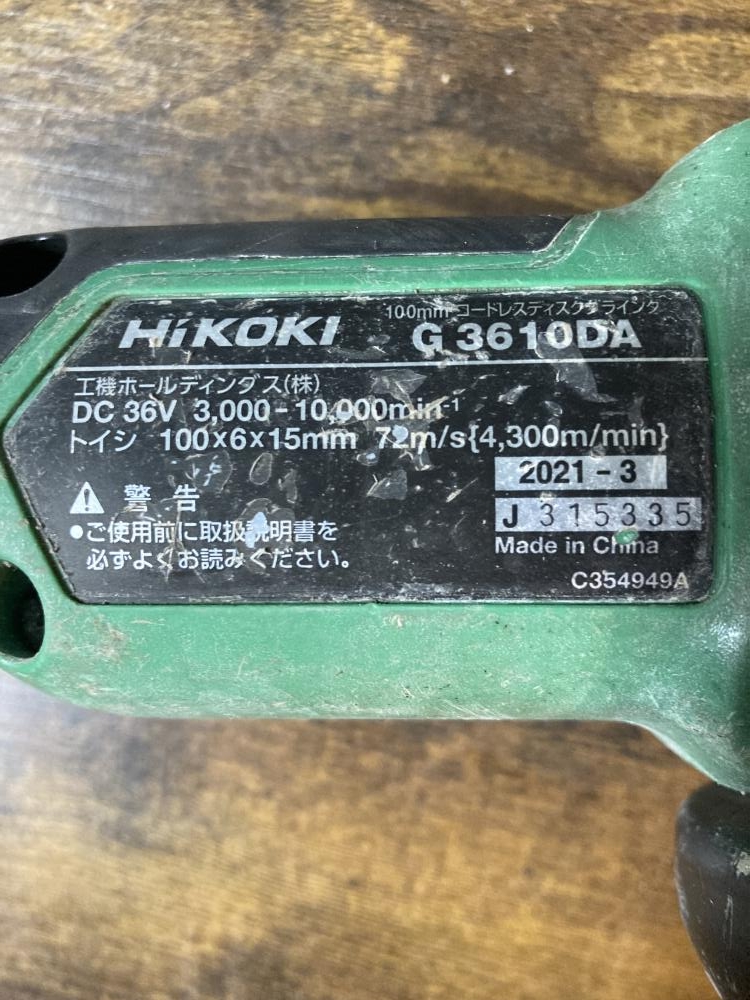 100mm コードレスディスクグラインダ
HiKOKI G 3610DA
工機ホールディングス(株)
DC 36V 3,000-10,000min⁻¹
トイシ 100×6×15mm 72m/s{4,300m/min}
2021-3
警告
J 315335
●ご使用前に取扱説明書を
必ずよくお読みください。
Made in China
C354949A